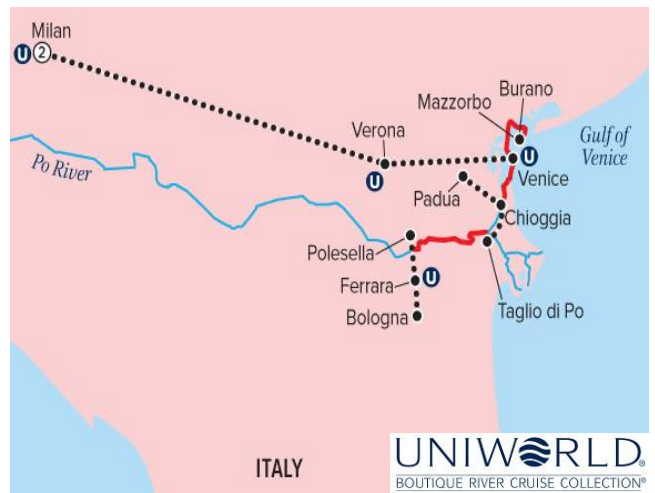 Milan
U 2
Burano
Mazzorbo
Gulf of
Venice
Verona
U
U
Venice
Po River
Padua
Chioggia
Polesella
Ferrara
U
Taglio di Po
Bologna
ITALY
UNIWORLD®
BOUTIQUE RIVER CRUISE COLLECTION®